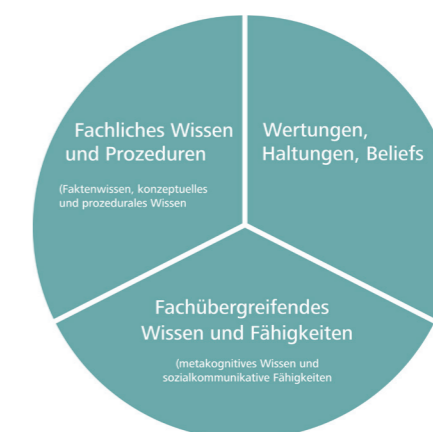 Fachliches Wissen
und Prozeduren
(Faktenwissen, konzeptuelles
und prozedurales Wissen
Wertungen,
Haltungen, Beliefs
Fachübergreifendes
Wissen und Fähigkeiten
(metakognitives Wissen und
sozialkommunikative Fähigkeiten